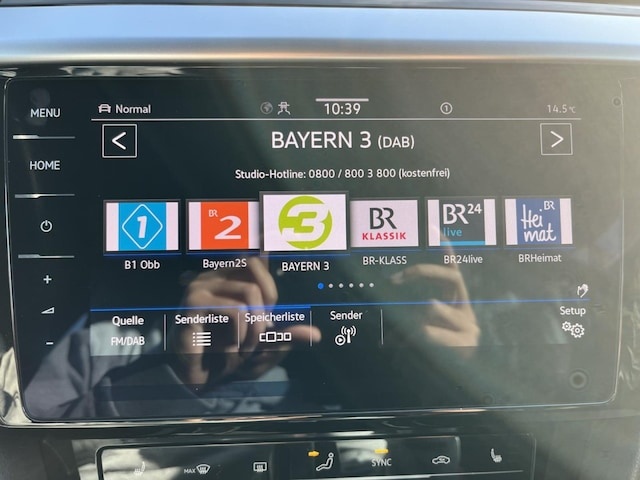 MENU
HOME
+
-
Normal
10:39
1
14.5°C
<
BAYERN 3 (DAB)
>
Studio-Hotline: 0800 / 800 3 800 (kostenfrei)
1
BR
2
3
BR
KLASSIK
BR24
live
BR
Heimat
B1 Obb
Bayern2S
BAYERN 3
BR-KLASS
BR24live
BRHeimat
Quelle
FM/DAB
Senderliste
Speicherliste
Sender
Setup
MAX
SYNC